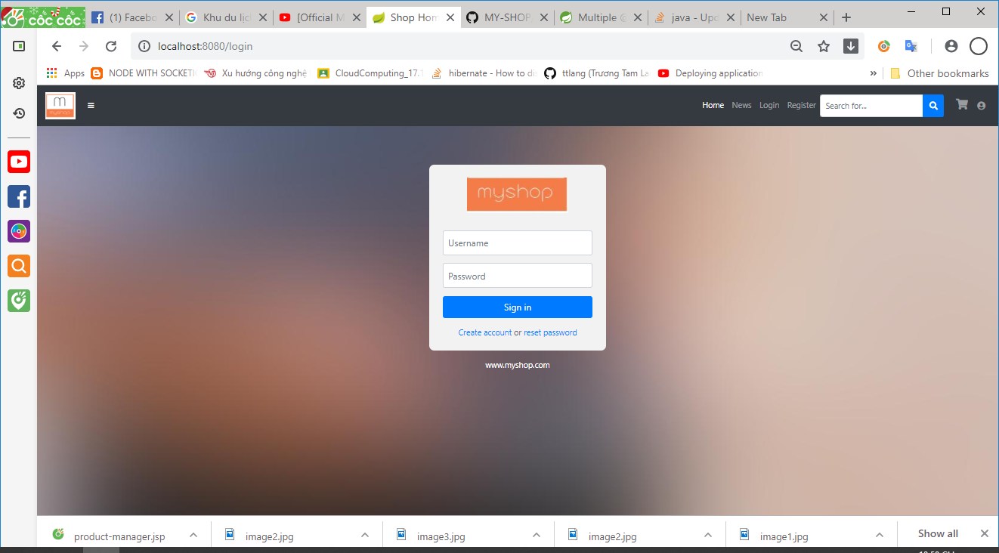 cốc cốc (1) Facebo Khu du lịc [Official M Shop Hom MY-SHOP Multiple @ java - Upd New Tab
localhost:8080/login
Apps NODE WITH SOCKETIO Xu hướng công nghệ CloudComputing_17.1 hibernate - How to dis ttlang (Trương Tam La Deploying application » Other bookmarks
m
myshop
Home News Login Register Search for...
myshop
Username
Password
Sign in
Create account or reset password
www.myshop.com
product-manager.jsp image2.jpg image3.jpg image2.jpg image1.jpg Show all